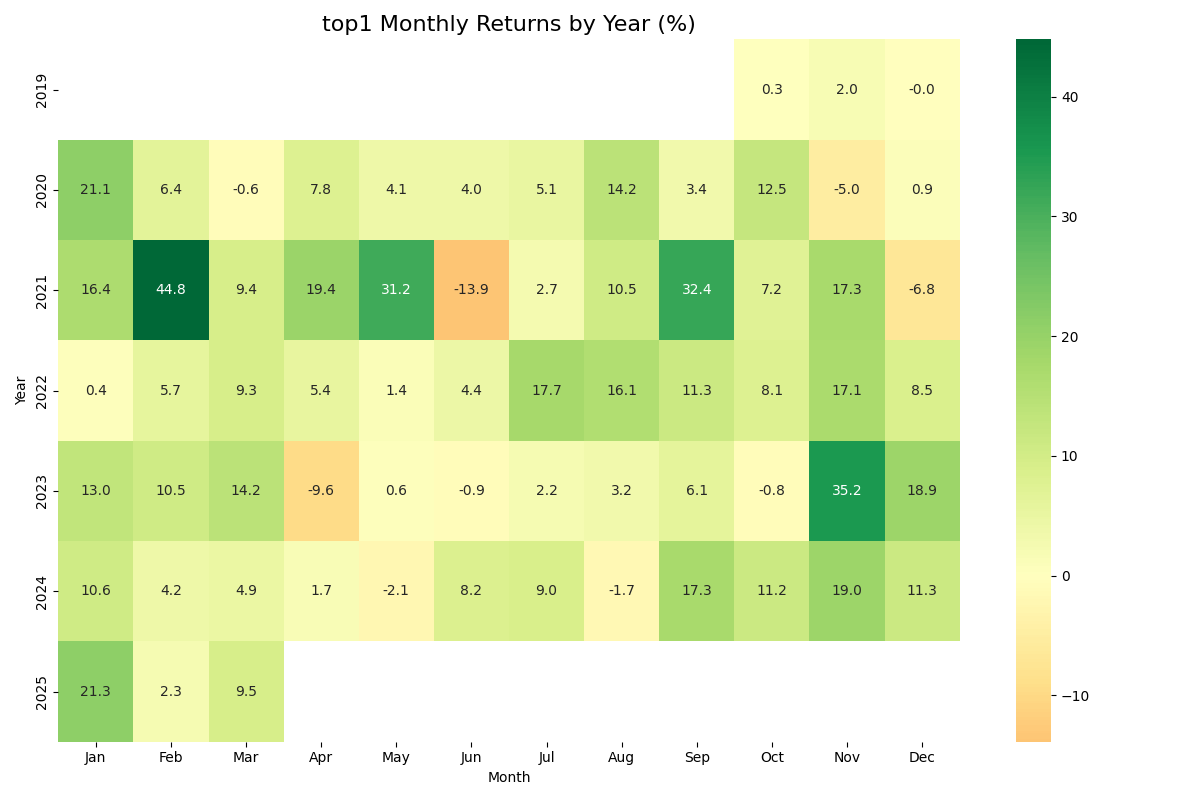 top1 Monthly Returns by Year (%)
2019 0.3 2.0 -0.0
2020 21.1 6.4 -0.6 7.8 4.1 4.0 5.1 14.2 3.4 12.5 -5.0 0.9
2021 16.4 44.8 9.4 19.4 31.2 -13.9 2.7 10.5 32.4 7.2 17.3 -6.8
2022 0.4 5.7 9.3 5.4 1.4 4.4 17.7 16.1 11.3 8.1 17.1 8.5
2023 13.0 10.5 14.2 -9.6 0.6 -0.9 2.2 3.2 6.1 -0.8 35.2 18.9
2024 10.6 4.2 4.9 1.7 -2.1 8.2 9.0 -1.7 17.3 11.2 19.0 11.3
2025 21.3 2.3 9.5
Year
Jan Feb Mar Apr May Jun Jul Aug Sep Oct Nov Dec
Month
40
30
20
10
0
−10